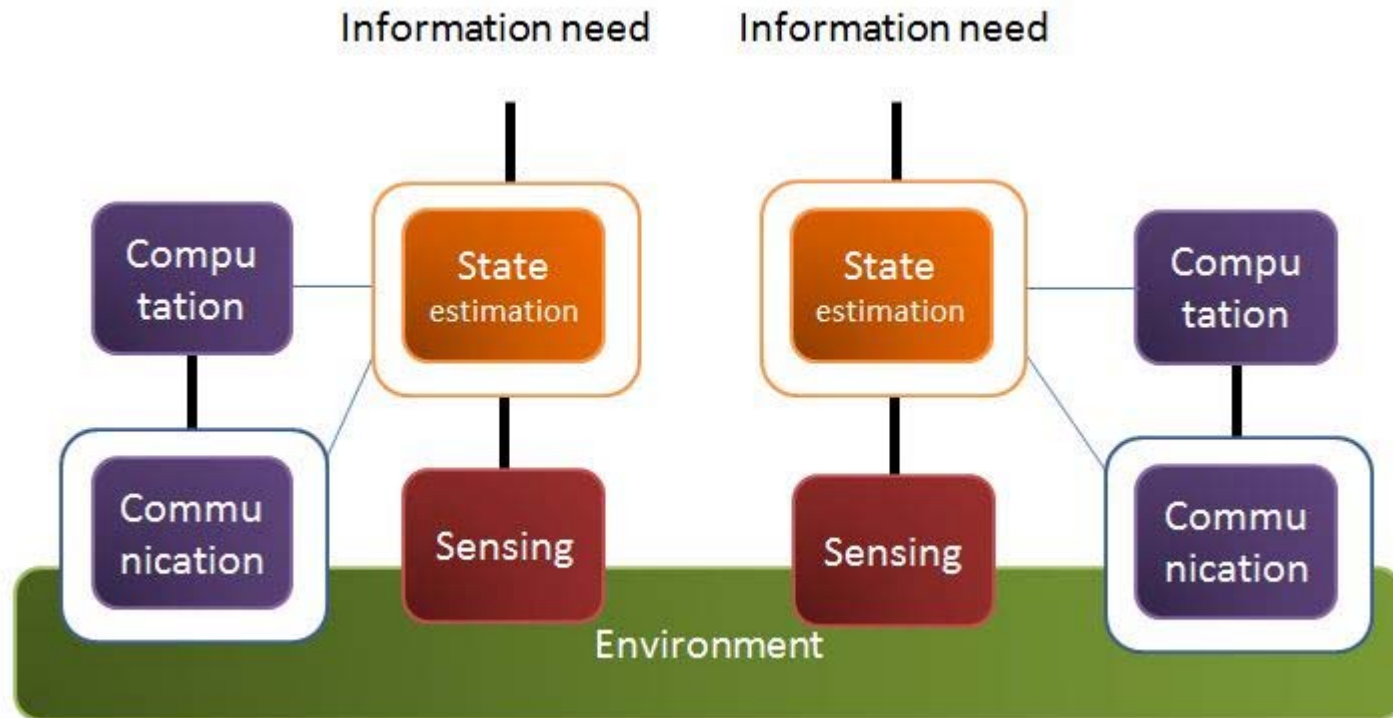 Information need
Information need
Compu
tation
State
estimation
State
estimation
Compu
tation
Commu
nication
Sensing
Sensing
Commu
nication
Environment